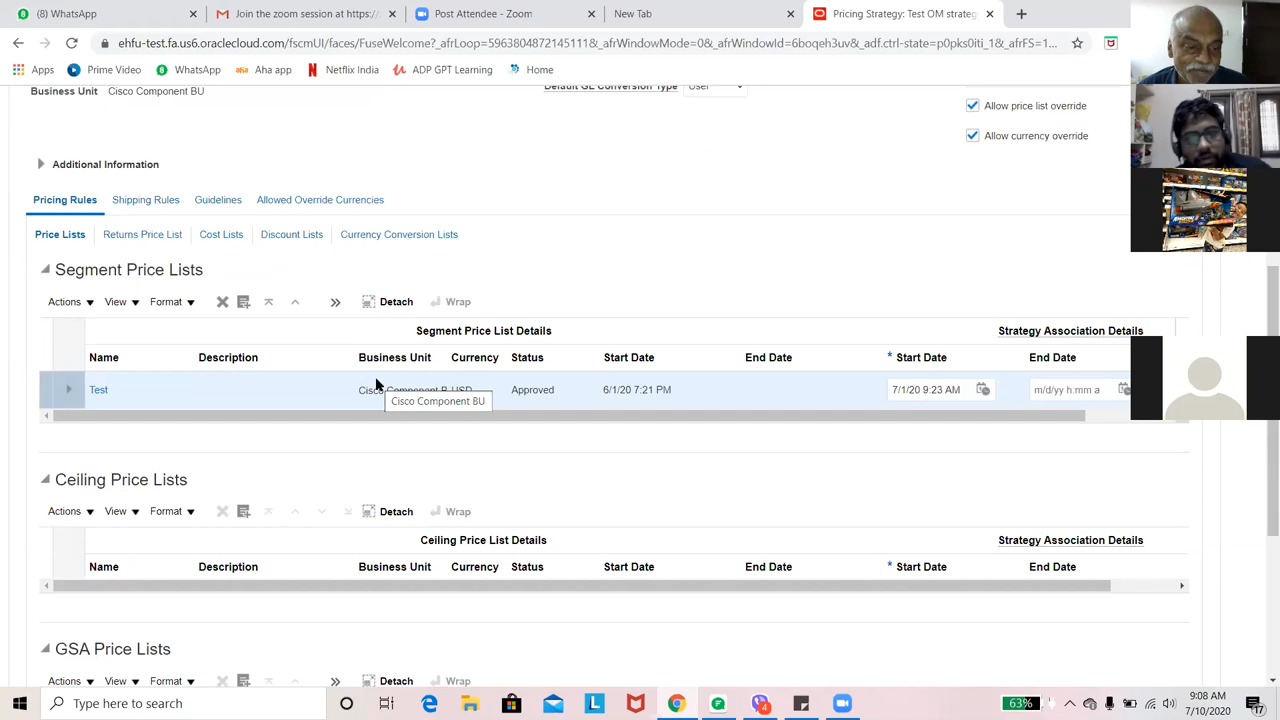 (8) WhatsApp
Join the zoom session at https://
Post Attendee - Zoom
New Tab
Pricing Strategy: Test OM strate
ehfu-test.fa.us6.oraclecloud.com/fscmUI/faces/FuseWelcome?_afrLoop=59638048721451​11&_afrWindowMode=0&_afrWindowId=6boqeh3uv&_adf.ctrl-state=p0pks0iti_1&_afrFS=1...
Apps
Prime Video
WhatsApp
Aha app
Netflix India
ADP GPT Learning
Home
Business Unit Cisco Component BU
Default GL Conversion Type User
Allow price list override
Allow currency override
Additional Information
Pricing Rules Shipping Rules Guidelines Allowed Override Currencies
Price Lists Returns Price List Cost Lists Discount Lists Currency Conversion Lists
Segment Price Lists
Actions View Format Detach Wrap
Segment Price List Details Strategy Association Details
Name Description Business Unit Currency Status Start Date End Date * Start Date End Date
Test Cisco Component B USD Approved 6/1/20 7:21 PM 7/1/20 9:23 AM m/d/yy h:mm a
Cisco Component BU
Ceiling Price Lists
Actions View Format Detach Wrap
Ceiling Price List Details Strategy Association Details
Name Description Business Unit Currency Status Start Date End Date * Start Date End Date
GSA Price Lists
Actions View Format Detach Wrap
Type here to search
63%
4
9:08 AM
7/10/2020
17